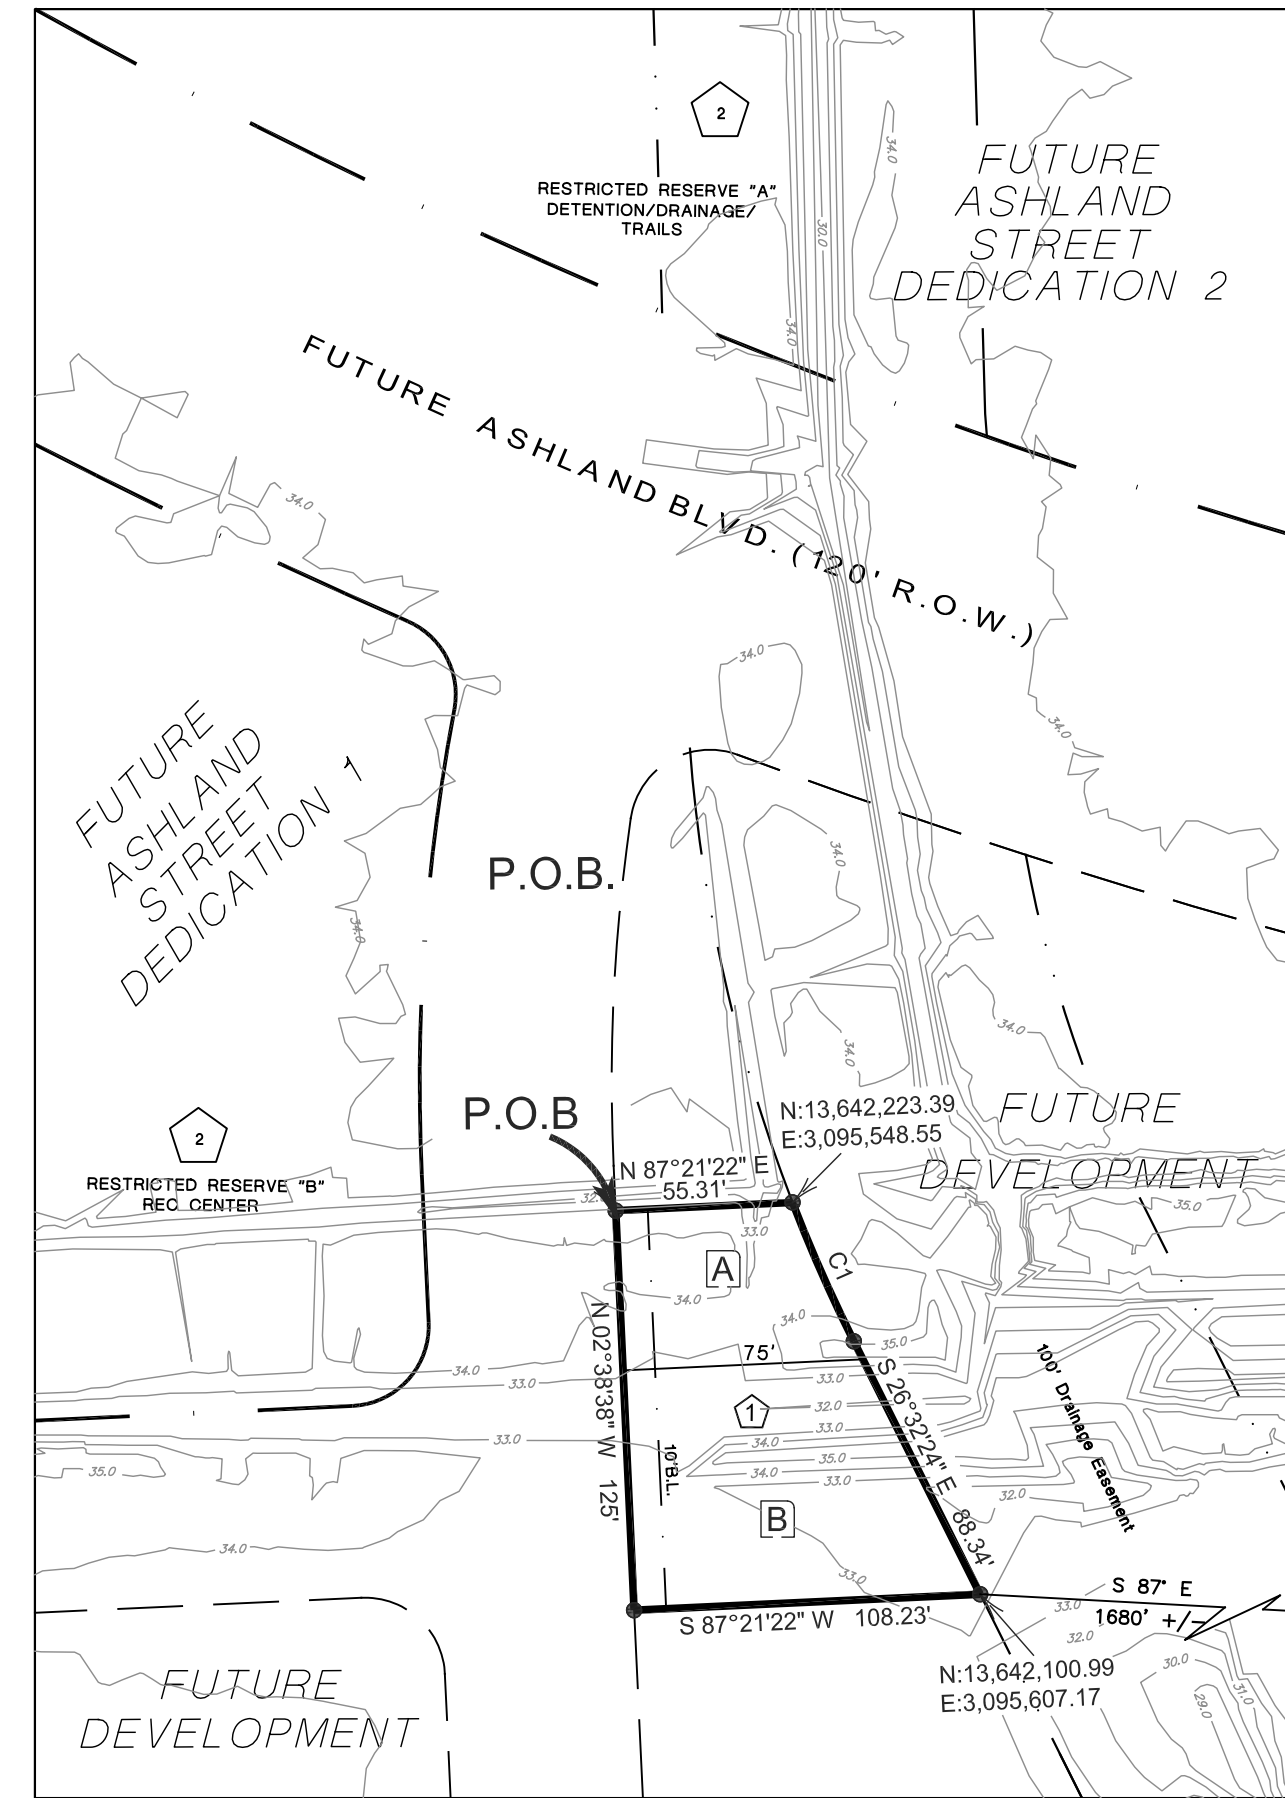 2
RESTRICTED RESERVE "A"
DETENTION/DRAINAGE/
TRAILS
FUTURE
ASHLAND
STREET
DEDICATION 2
34.0
30.0
34.0
FUTURE ASHLAND BLVD. (120' R.O.W.)
34.0
34.0
34.0
FUTURE
ASHLAND
STREET
DEDICATION 1
P.O.B.
34.0
34.0
34.0
34.0
P.O.B
N:13,642,223.39
E:3,095,548.55
FUTURE
DEVELOPMENT
2
RESTRICTED RESERVE "B"
REC CENTER
N 87°21'22" E
55.31'
32.0
33.0
35.0
A
C1
34.0
34.0
35.0
N 02°38'38" W 125'
75'
34.0
33.0
33.0
S 26°32'24" E 88.34'
100' Drainage Easement
1
32.0
33.0
34.0
35.0
34.0
33.0
33.0
35.0
10'B.L.
32.0
B
34.0
33.0
S 87°21'22" W 108.23'
S 87° E
1680' +/-
33.0
32.0
30.0
31.0
29.0
N:13,642,100.99
E:3,095,607.17
FUTURE
DEVELOPMENT